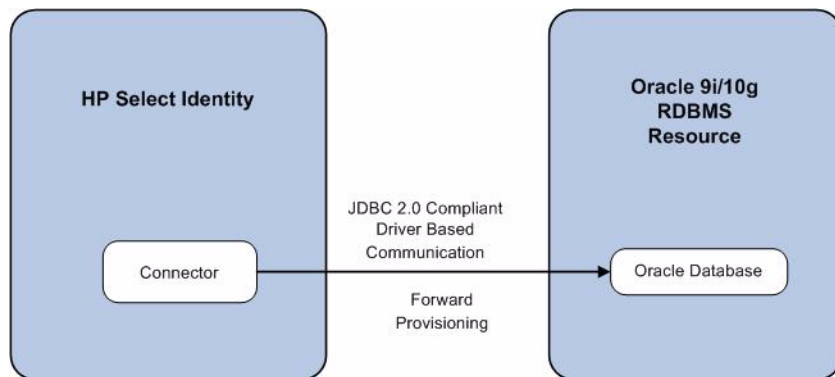 HP Select Identity
Oracle 9i/10g
RDBMS
Resource
JDBC 2.0 Compliant
Driver Based
Communication
Connector
Oracle Database
Forward
Provisioning